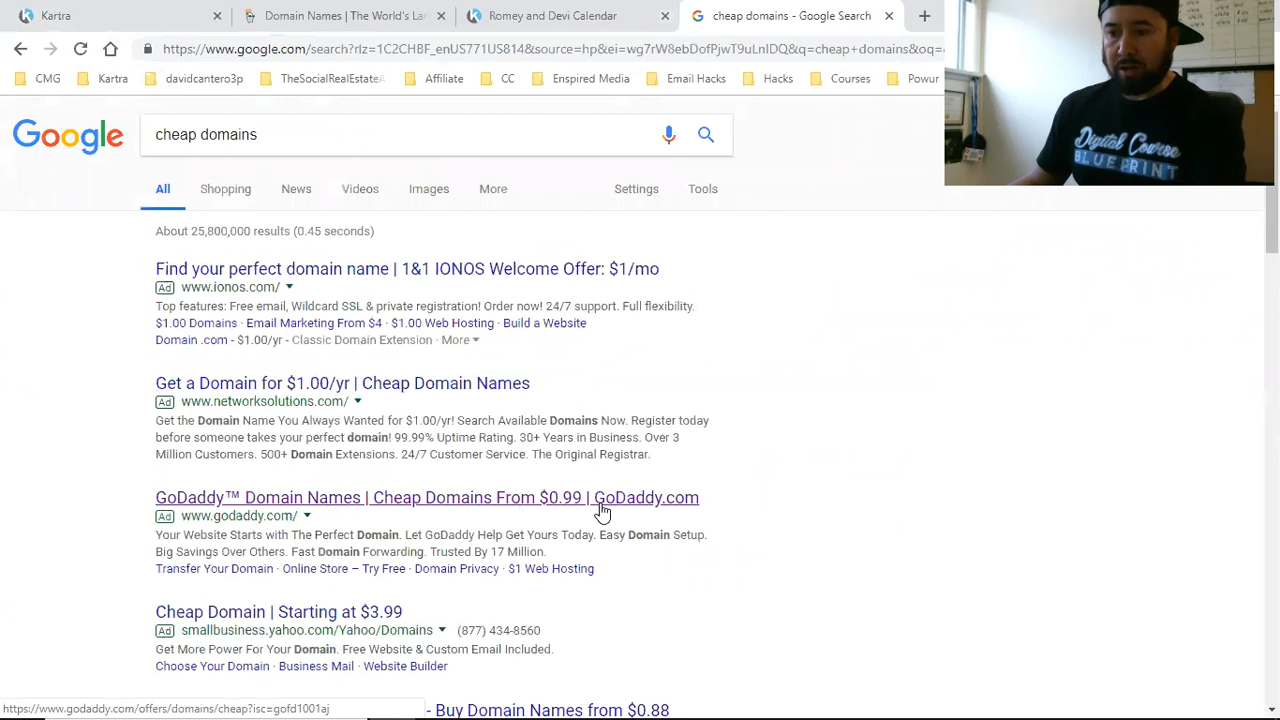 Kartra
Domain Names | The World's La
Romey and Dew Calendar
cheap domains - Google Search
https://www.google.com/search?rlz=1C2CHBF_enUS771US814&source=hp&ei=wg7rW8ebDofPjwT9uLnIDQ&q=cheap+domains&oq=
CMG
Kartra
davidcantero3p
TheSocialRealEstateA
Affiliate
CC
Enspired Media
Email Hacks
Hacks
Courses
Powur
Digital Course
BLUEPRINT
Google
cheap domains
All
Shopping
News
Videos
Images
More
Settings
Tools
About 25,800,000 results (0.45 seconds)
Find your perfect domain name | 1&1 IONOS Welcome Offer: $1/mo
Ad www.ionos.com/
Top features: Free email, Wildcard SSL & private registration! Order now! 24/7 support. Full flexibility.
$1.00 Domains · Email Marketing From $4 · $1.00 Web Hosting · Build a Website
Domain .com - $1.00/yr - Classic Domain Extension · More
Get a Domain for $1.00/yr | Cheap Domain Names
Ad www.networksolutions.com/
Get the Domain Name You Always Wanted for $1.00/yr! Search Available Domains Now. Register today
before someone takes your perfect domain! 99.99% Uptime Rating. 30+ Years in Business. Over 3
Million Customers. 500+ Domain Extensions. 24/7 Customer Service. The Original Registrar.
GoDaddy™ Domain Names | Cheap Domains From $0.99 | GoDaddy.com
Ad www.godaddy.com/
Your Website Starts with The Perfect Domain. Let GoDaddy Help Get Yours Today. Easy Domain Setup.
Big Savings Over Others. Fast Domain Forwarding. Trusted By 17 Million.
Transfer Your Domain · Online Store – Try Free · Domain Privacy · $1 Web Hosting
Cheap Domain | Starting at $3.99
Ad smallbusiness.yahoo.com/Yahoo/Domains (877) 434-8560
Get More Power For Your Domain. Free Website & Custom Email Included.
Choose Your Domain · Business Mail · Website Builder
- Buy Domain Names from $0.88
https://www.godaddy.com/offers/domains/cheap?isc=gofd1001aj